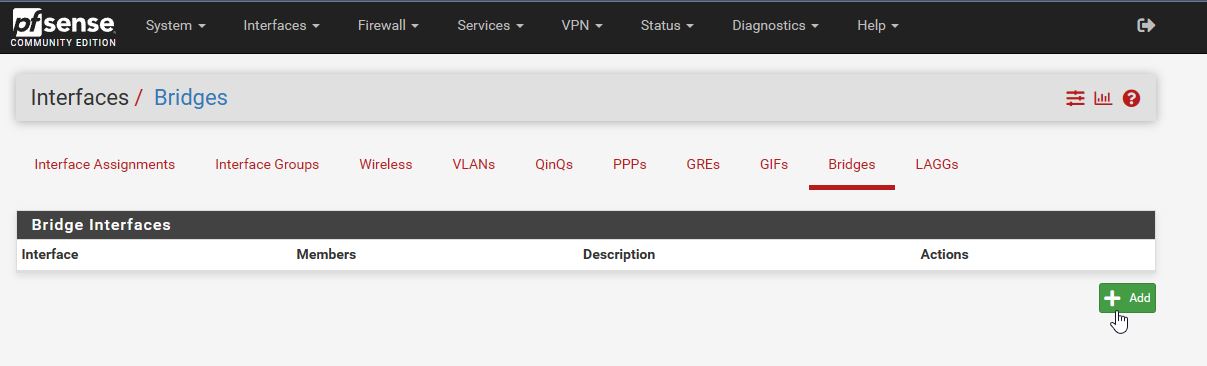 pfsense
COMMUNITY EDITION
System Interfaces Firewall Services VPN Status Diagnostics Help
Interfaces / Bridges
Interface Assignments Interface Groups Wireless VLANs QinQs PPPs GREs GIFs Bridges LAGGs
Bridge Interfaces
Interface Members Description Actions
Add